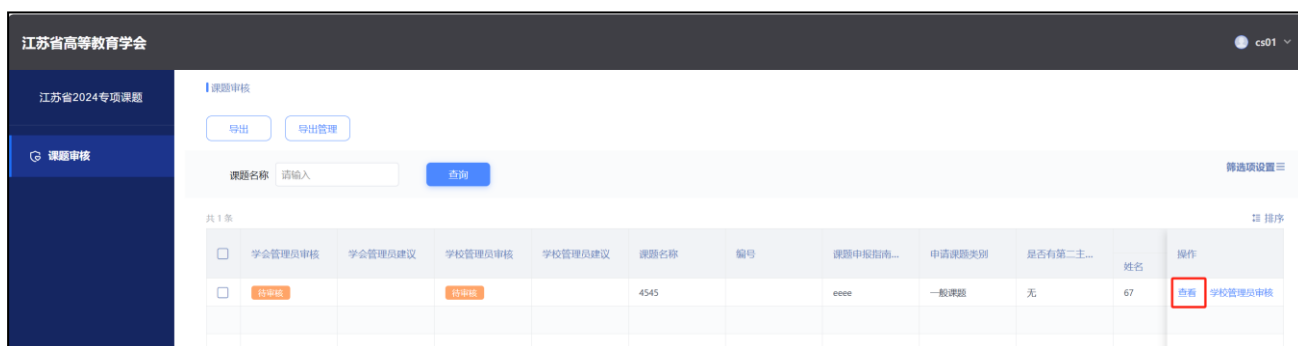 江苏省高等教育学会
cs01
江苏省2024专项课题
课题审核
课题审核
导出 导出管理
课题名称 请输入 查询 筛选项设置
共 1 条 排序
学会管理员审核 学会管理员建议 学校管理员审核 学校管理员建议 课题名称 编号 课题申报指南... 申请课题类别 是否有第二主... 姓名 操作
待审核 待审核 4545 eeee 一般课题 无 67 查看 学校管理员审核